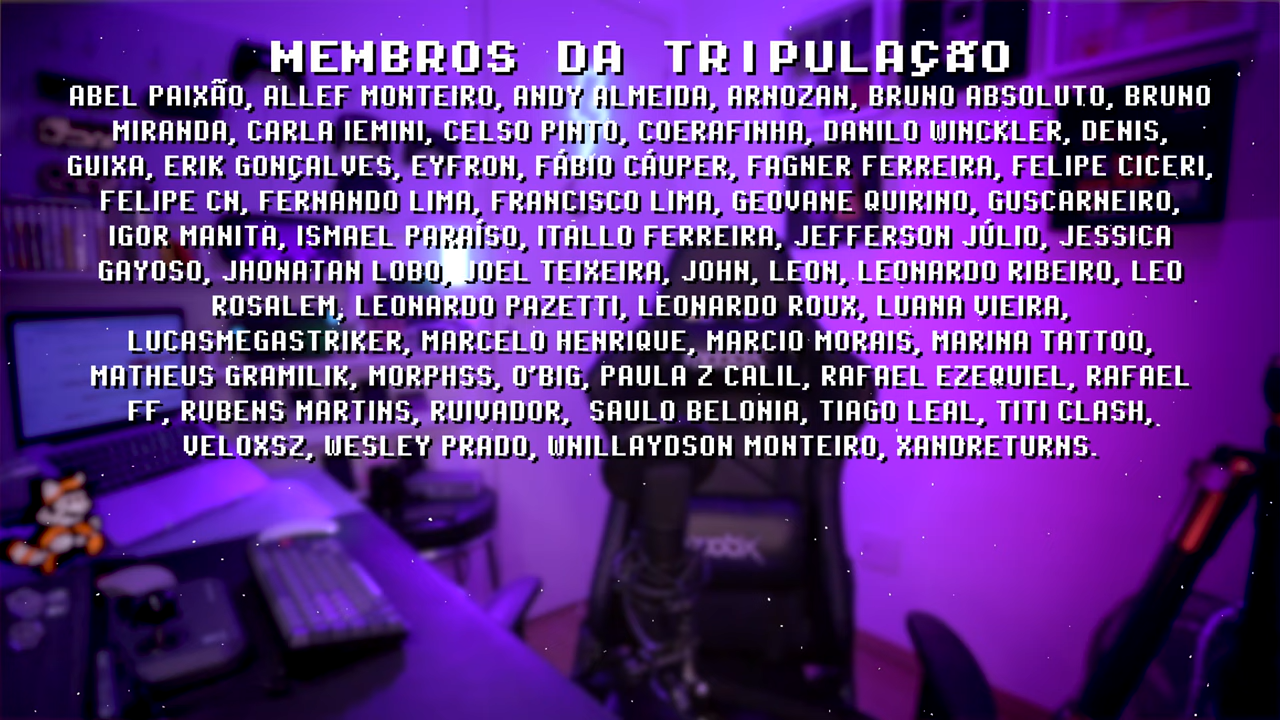 MEMBROS DA TRIPULAÇÃO
ABEL PAIXÃO, ALLEF MONTEIRO, ANDY ALMEIDA, ARNOZAN, BRUNO ABSOLUTO, BRUNO
MIRANDA, CARLA IEMINI, CELSO PINTO, COERAFINHA, DANILO WINCKLER, DENIS,
GUIXA, ERIK GONÇALVES, EYFRON, FÁBIO CÁUPER, FAGNER FERREIRA, FELIPE CICERI,
FELIPE CN, FERNANDO LIMA, FRANCISCO LIMA, GEOVANE QUIRINO, GUSCARNEIRO,
IGOR MANITA, ISMAEL PARAÍSO, ITALLO FERREIRA, JEFFERSON JÚLIO, JESSICA
GAYOSO, JHONATAN LOBO, JOEL TEIXEIRA, JOHN, LEON, LEONARDO RIBEIRO, LEO
ROSALEM, LEONARDO PAZETTI, LEONARDO ROUX, LUANA VIEIRA,
LUCASMEGASTRIKER, MARCELO HENRIQUE, MARCIO MORAIS, MARINA TATTOO,
MATHEUS GRAMILIK, MORPHSS, O'BIG, PAULA Z CALIL, RAFAEL EZEQUIEL, RAFAEL
FF, RUBENS MARTINS, RUIVADOR, SAULO BELONIA, TIAGO LEAL, TITI CLASH,
VELOXSZ, WESLEY PRADO, WNILLAYDSON MONTEIRO, XANDRETURNS.